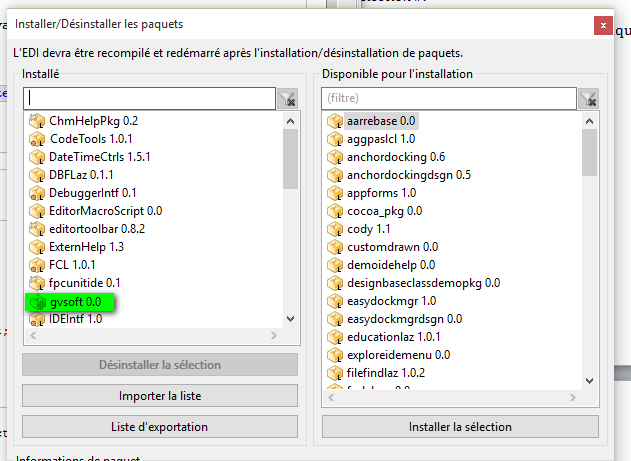 Installer/Désinstaller les paquets
L'EDI devra être recompilé et redémarré après l'installation/désinstallation de paquets.
Installé
ChmHelpPkg 0.2
CodeTools 1.0.1
DateTimeCtrls 1.5.1
DBFLaz 0.1.1
DebuggerIntf 0.1
EditorMacroScript 0.0
editortoolbar 0.8.2
ExternHelp 1.3
FCL 1.0.1
fpcunitide 0.1
gvsoft 0.0
IDEIntf 1.0
Désinstaller la sélection
Importer la liste
Liste d'exportation
Disponible pour l'installation
(filtre)
aarrebase 0.0
aggpaslcl 1.0
anchordocking 0.6
anchordockingdsgn 0.5
appforms 1.0
cocoa_pkg 0.0
cody 1.1
customdrawn 0.0
demoidehelp 0.0
designbaseclassdemopkg 0.0
easydockmgr 1.0
easydockmgrdsgn 0.0
educationlaz 1.0.1
exploreidemenu 0.0
filefindlaz 1.0.2
Installer la sélection
Informations de paquet